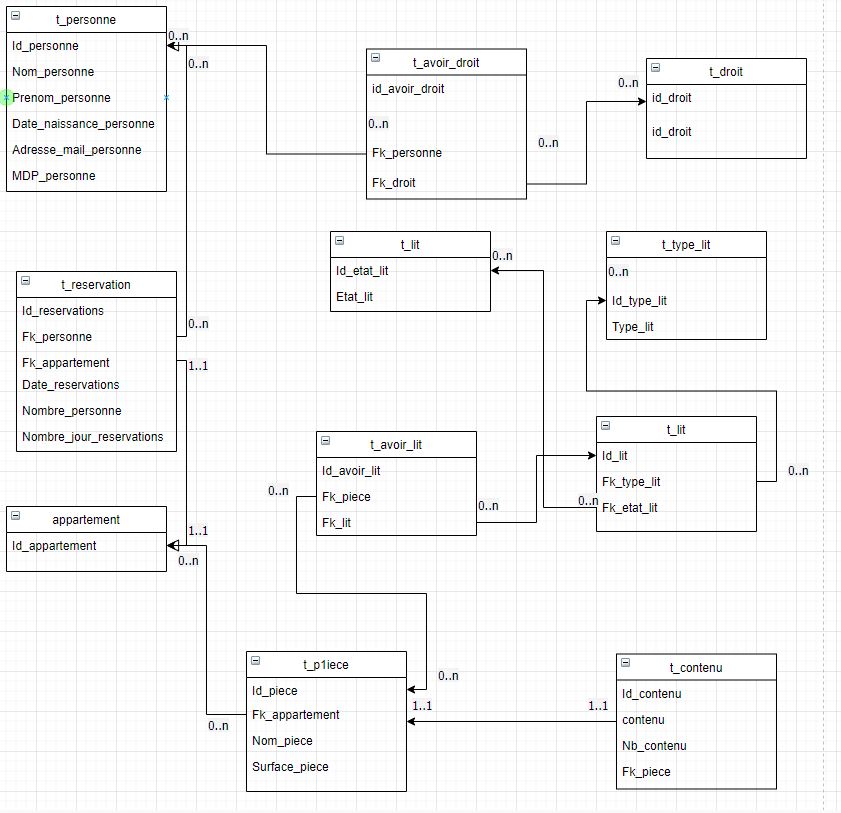 t_personne
Id_personne
Nom_personne
Prenom_personne
Date_naissance_personne
Adresse_mail_personne
MDP_personne
0..n
0..n
t_avoir_droit
id_avoir_droit
0..n
Fk_personne
Fk_droit
0..n
0..n
t_droit
id_droit
id_droit
t_reservation
Id_reservations
Fk_personne
Fk_appartement
Date_reservations
Nombre_personne
Nombre_jour_reservations
0..n
1..1
t_lit
Id_etat_lit
Etat_lit
0..n
t_type_lit
0..n
Id_type_lit
Type_lit
t_avoir_lit
Id_avoir_lit
Fk_piece
Fk_lit
0..n
0..n
t_lit
Id_lit
Fk_type_lit
Fk_etat_lit
0..n
0..n
appartement
Id_appartement
1..1
0..n
t_p1iece
Id_piece
Fk_appartement
Nom_piece
Surface_piece
0..n
0..n
1..1
1..1
t_contenu
Id_contenu
contenu
Nb_contenu
Fk_piece